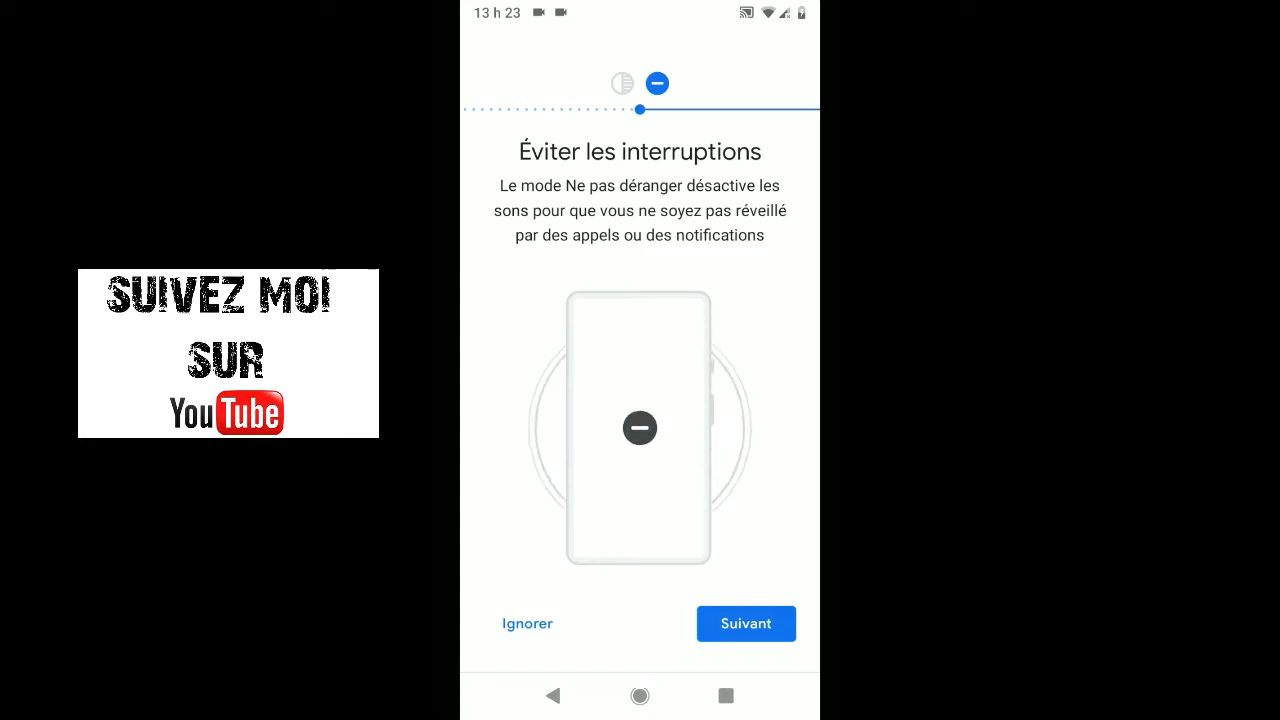 13 h 23
Éviter les interruptions
Le mode Ne pas déranger désactive les
sons pour que vous ne soyez pas réveillé
par des appels ou des notifications
SUIVEZ MOI
SUR
YouTube
Ignorer
Suivant